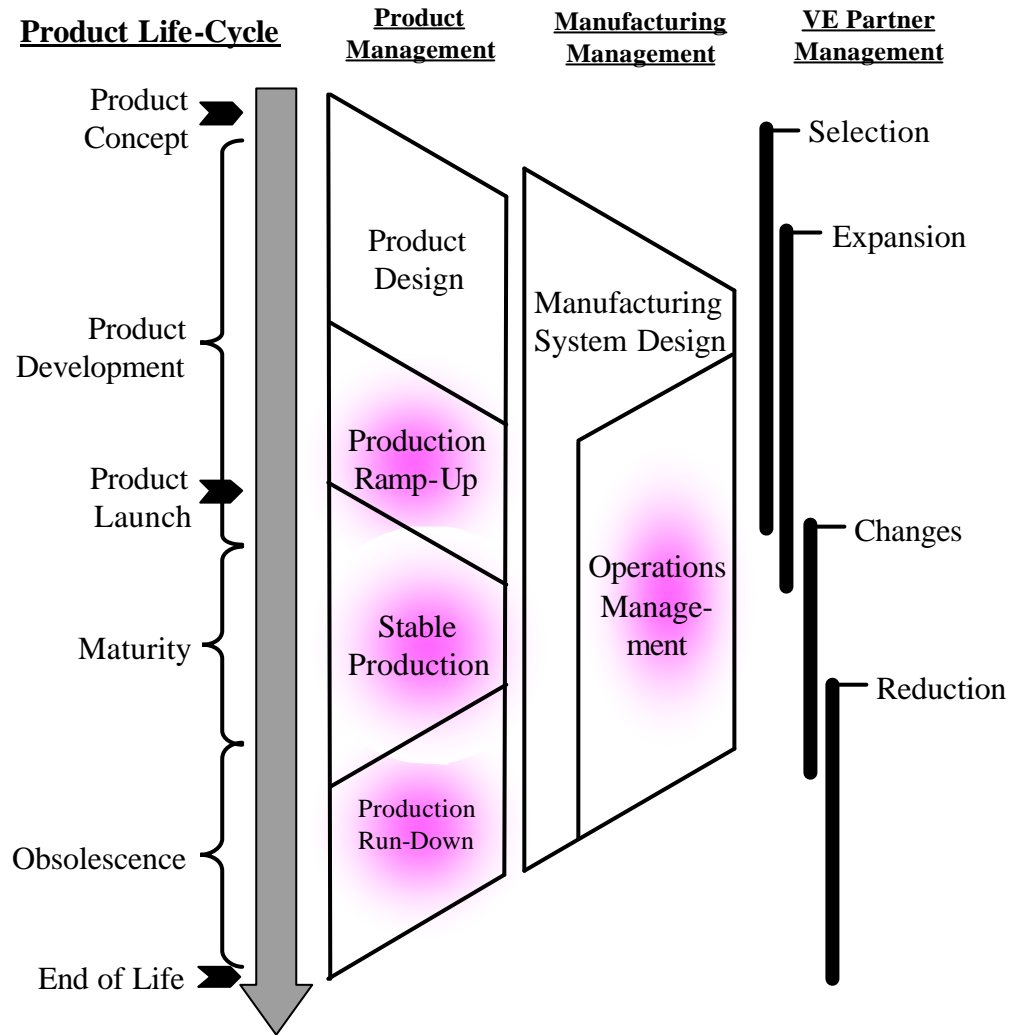 Product Life-Cycle
Product
Management
Manufacturing
Management
VE Partner
Management
Product
Concept
Product
Development
Product
Launch
Maturity
Obsolescence
End of Life
Product
Design
Production
Ramp-Up
Stable
Production
Production
Run-Down
Manufacturing
System Design
Operations
Manage-
ment
Selection
Expansion
Changes
Reduction